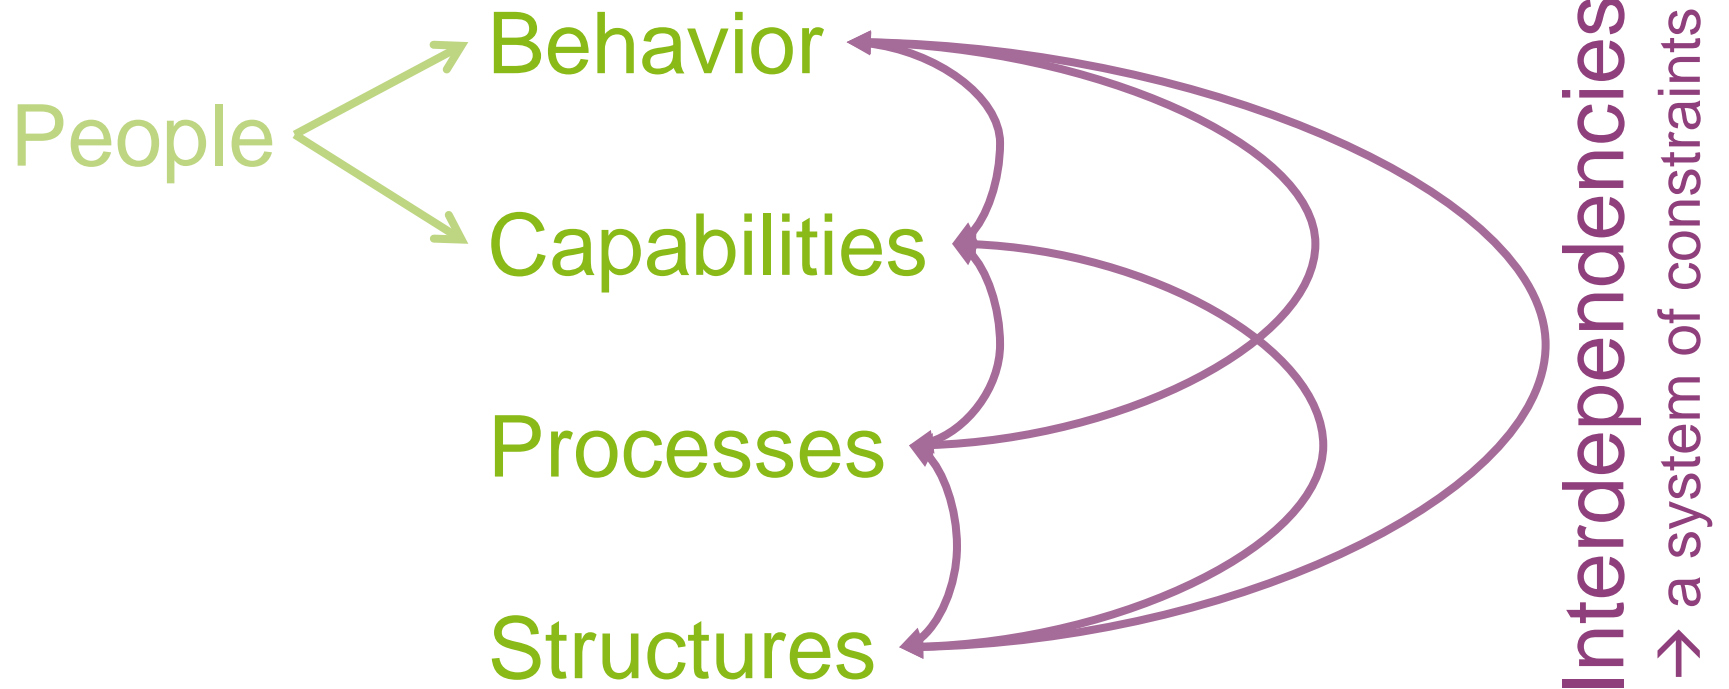 Behavior
People
Capabilities
Processes
Structures
Interdependencies
→ a system of constraints